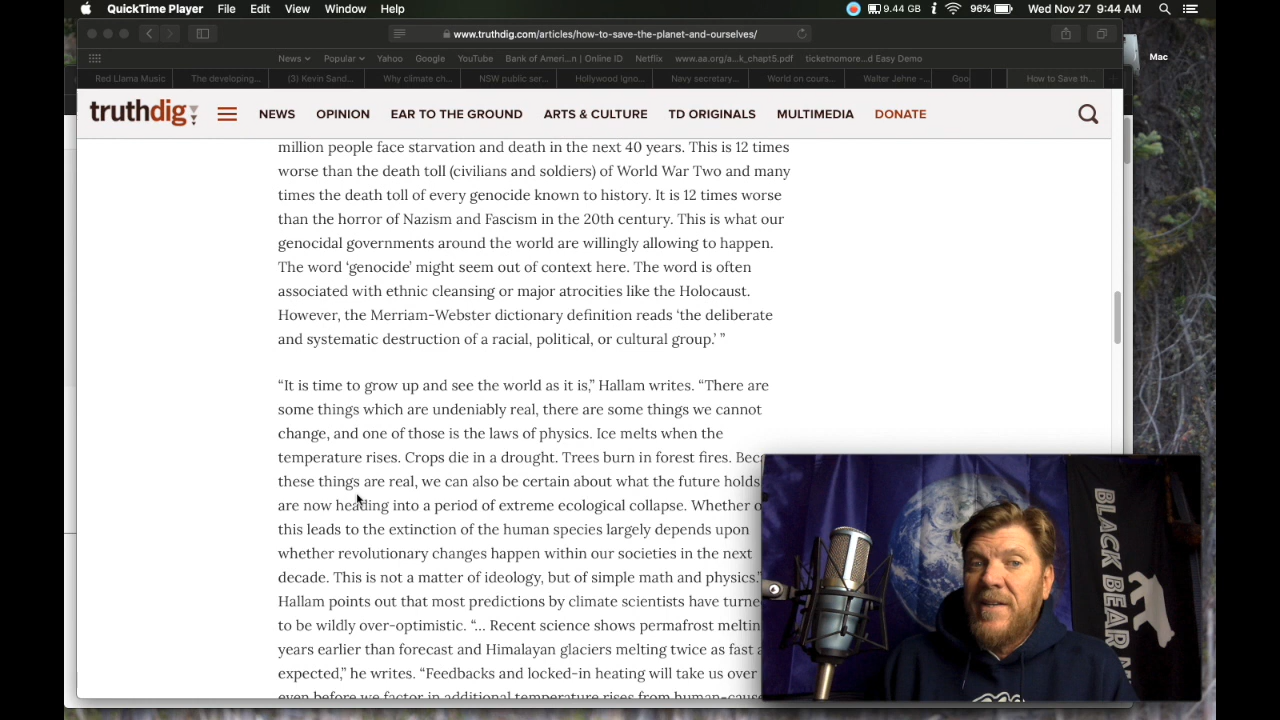 QuickTime Player File Edit View Window Help 9.44 GB 96% Wed Nov 27 9:44 AM
www.truthdig.com/articles/how-to-save-the-planet-and-ourselves/
Mac
News Popular Yahoo Google YouTube Bank of Ameri...n | Online ID Netflix www.aa.org/a...k_chapt5.pdf ticketnomore...d Easy Demo
Red Llama Music The developing... (3) Kevin Sand... Why climate ch... NSW public ser... Hollywood Igno... Navy secretary... World on cours... Walter Jehne -... Goo How to Save th...
truthdig NEWS OPINION EAR TO THE GROUND ARTS & CULTURE TD ORIGINALS MULTIMEDIA DONATE
million people face starvation and death in the next 40 years. This is 12 times
worse than the death toll (civilians and soldiers) of World War Two and many
times the death toll of every genocide known to history. It is 12 times worse
than the horror of Nazism and Fascism in the 20th century. This is what our
genocidal governments around the world are willingly allowing to happen.
The word ‘genocide’ might seem out of context here. The word is often
associated with ethnic cleansing or major atrocities like the Holocaust.
However, the Merriam-Webster dictionary definition reads ‘the deliberate
and systematic destruction of a racial, political, or cultural group.’ ”
“It is time to grow up and see the world as it is,” Hallam writes. “There are
some things which are undeniably real, there are some things we cannot
change, and one of those is the laws of physics. Ice melts when the
temperature rises. Crops die in a drought. Trees burn in forest fires. Beca
these things are real, we can also be certain about what the future holds
are now heading into a period of extreme ecological collapse. Whether o
this leads to the extinction of the human species largely depends upon
whether revolutionary changes happen within our societies in the next
decade. This is not a matter of ideology, but of simple math and physics.”
Hallam points out that most predictions by climate scientists have turne
to be wildly over-optimistic. “... Recent science shows permafrost meltin
years earlier than forecast and Himalayan glaciers melting twice as fast a
expected,” he writes. “Feedbacks and locked-in heating will take us over
even before we factor in additional temperature rises from human-cause
BLACK BEAR